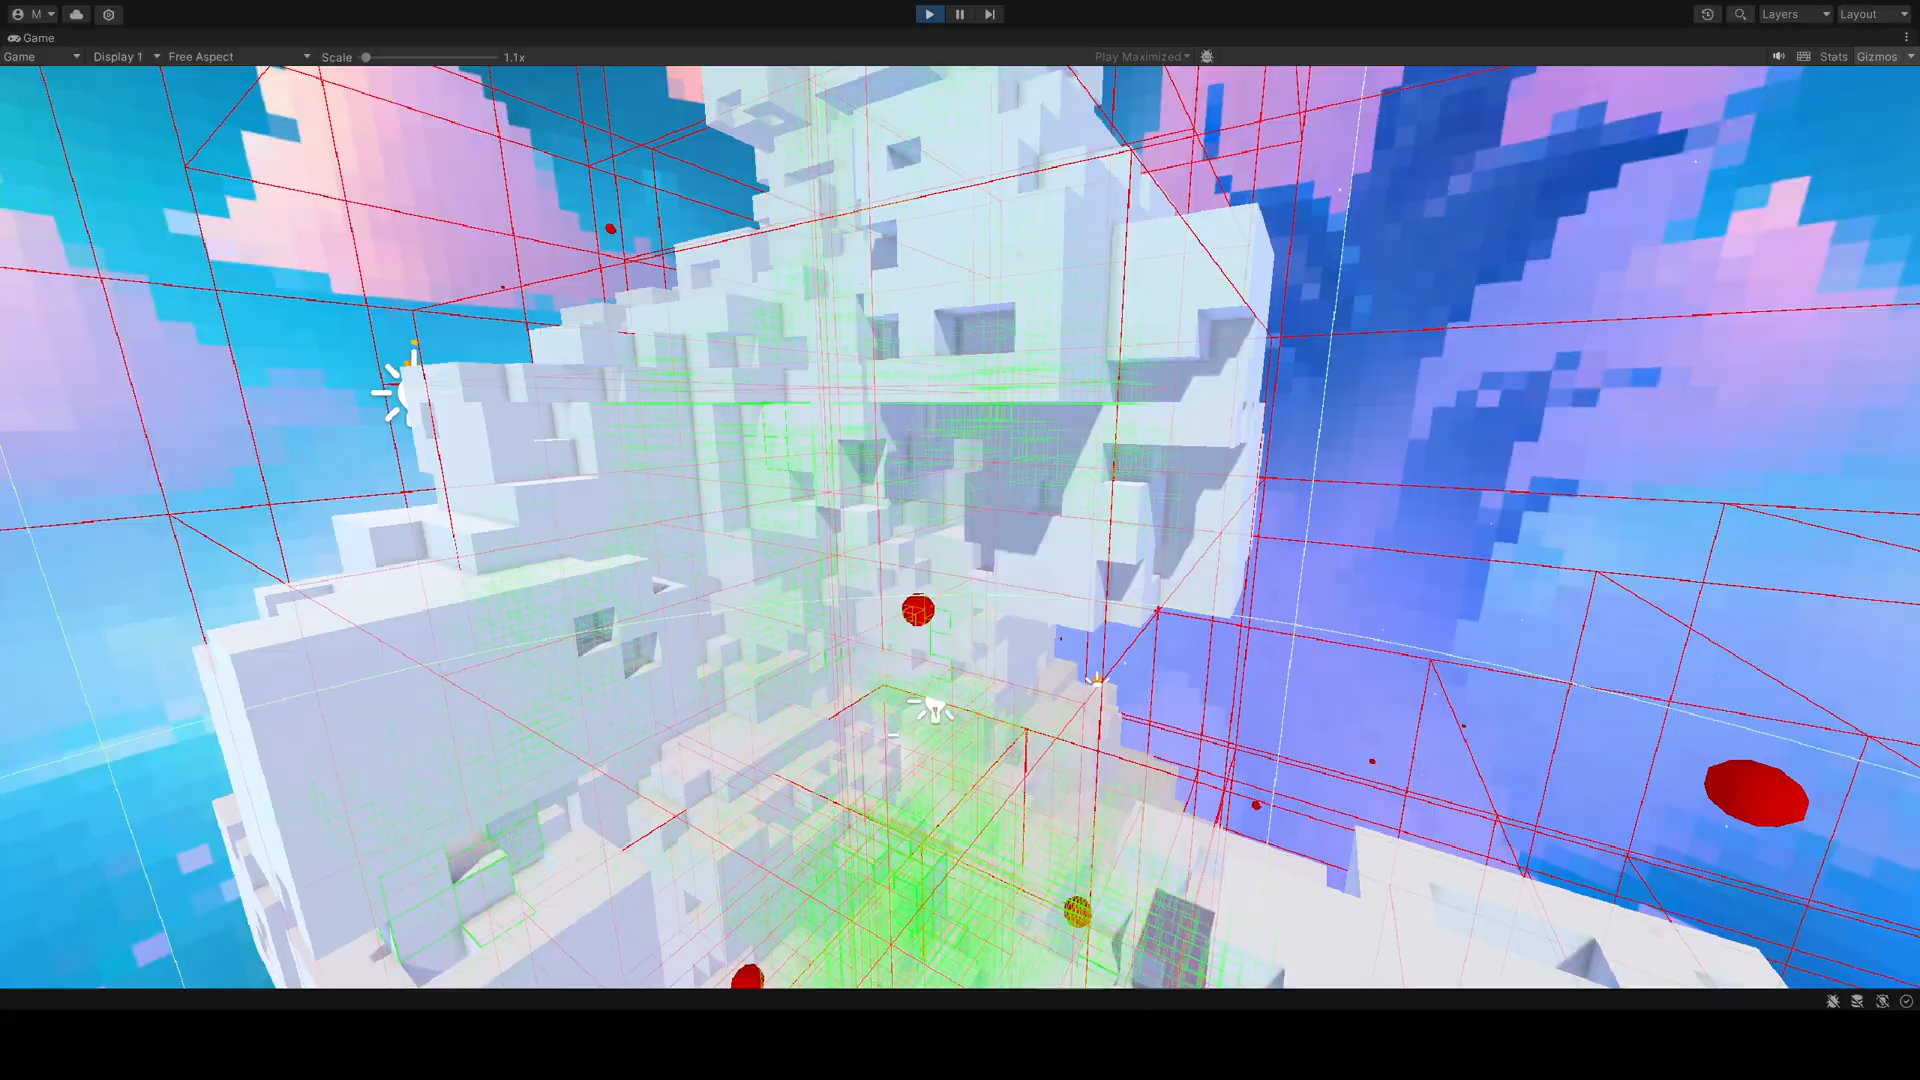 M
Layers
Layout
Game
Game
Display 1
Free Aspect
Scale
1.1x
Play Maximized
Stats
Gizmos